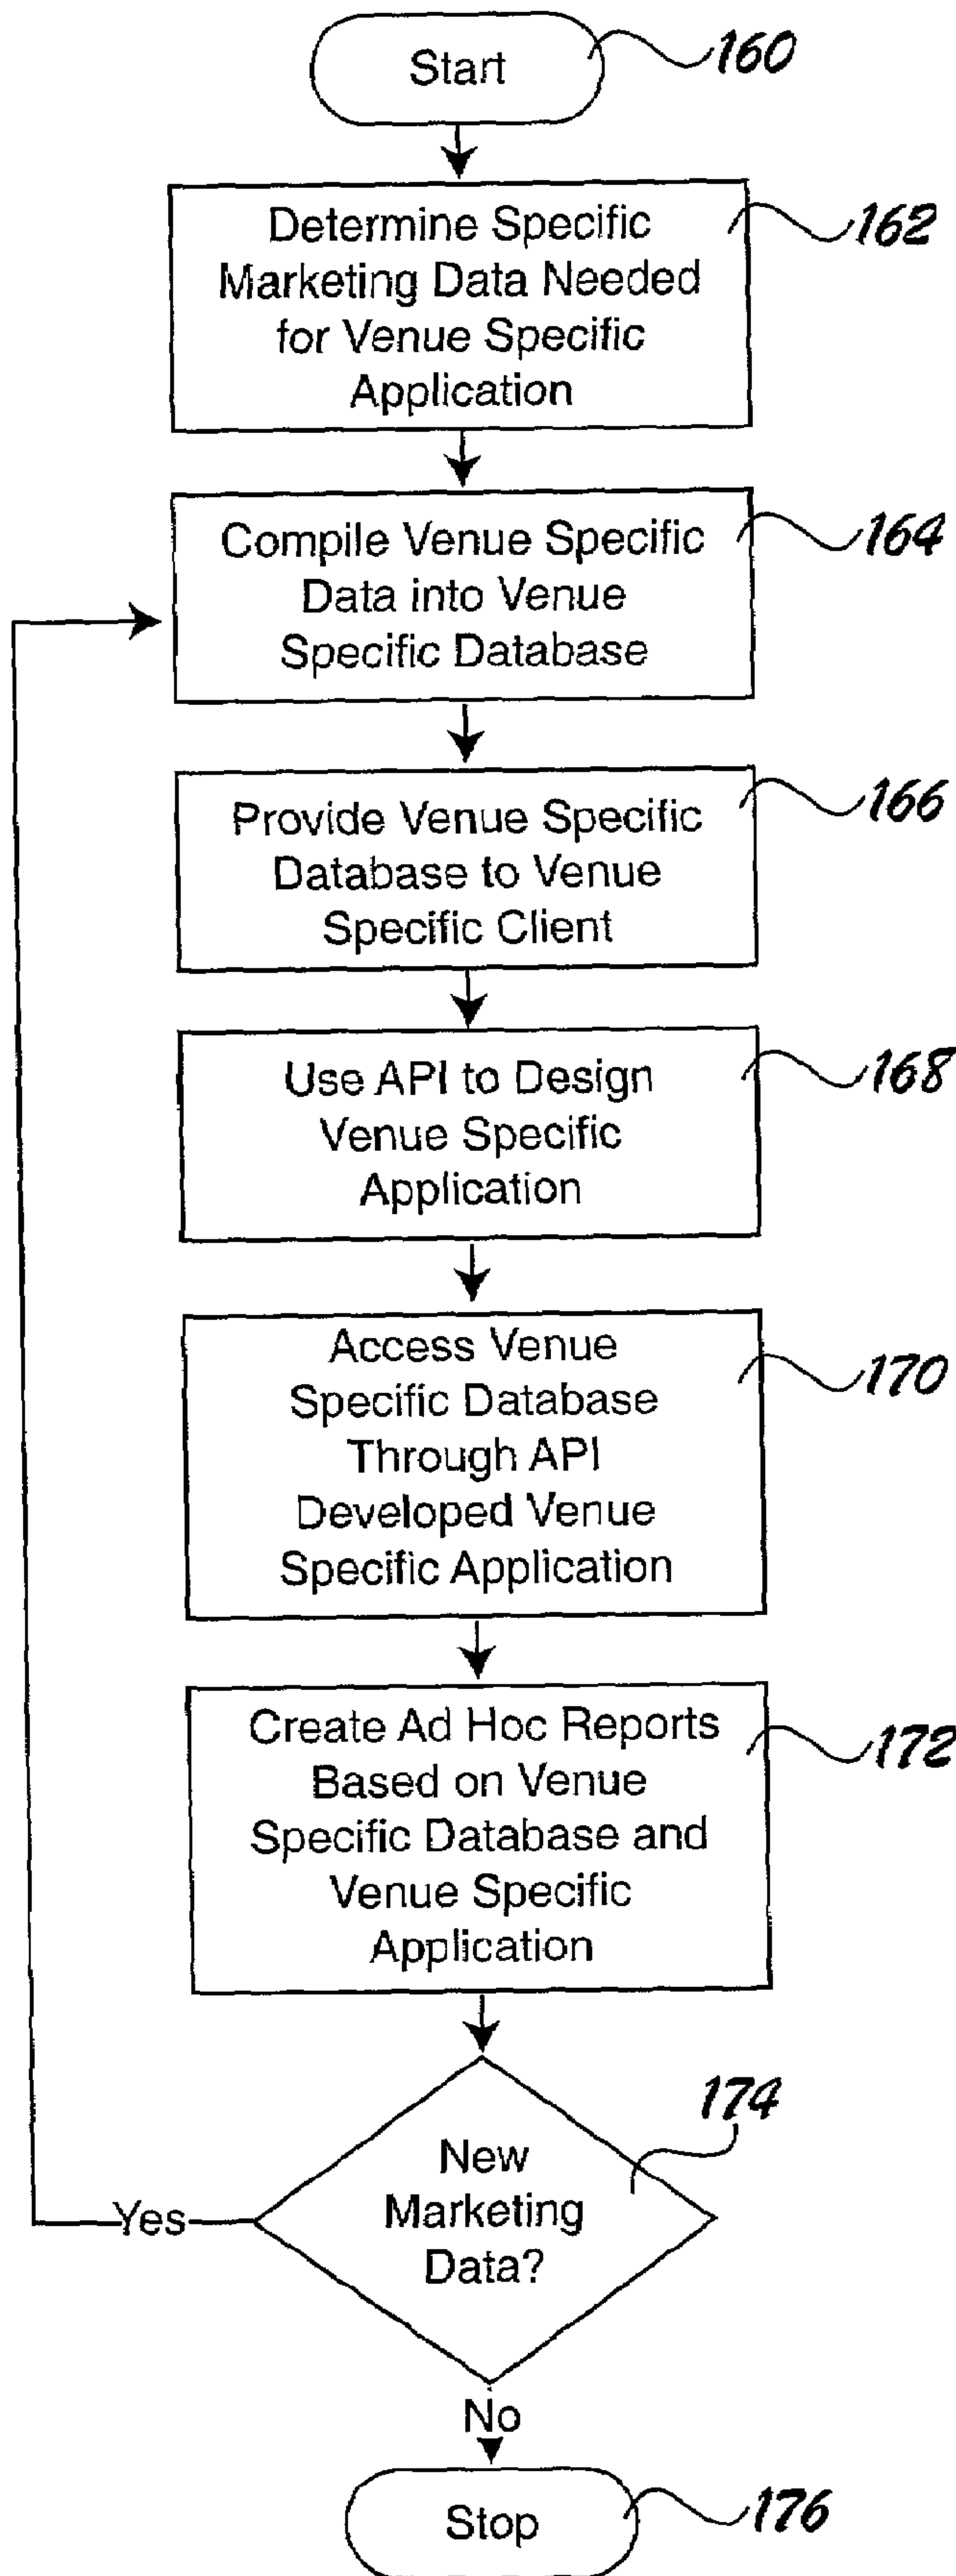 Start
160
Determine Specific
Marketing Data Needed
for Venue Specific
Application
162
Compile Venue Specific
Data into Venue
Specific Database
164
Provide Venue Specific
Database to Venue
Specific Client
166
Use API to Design
Venue Specific
Application
168
Access Venue
Specific Database
Through API
Developed Venue
Specific Application
170
Create Ad Hoc Reports
Based on Venue
Specific Database and
Venue Specific
Application
172
New
Marketing
Data?
174
Yes
No
Stop
176